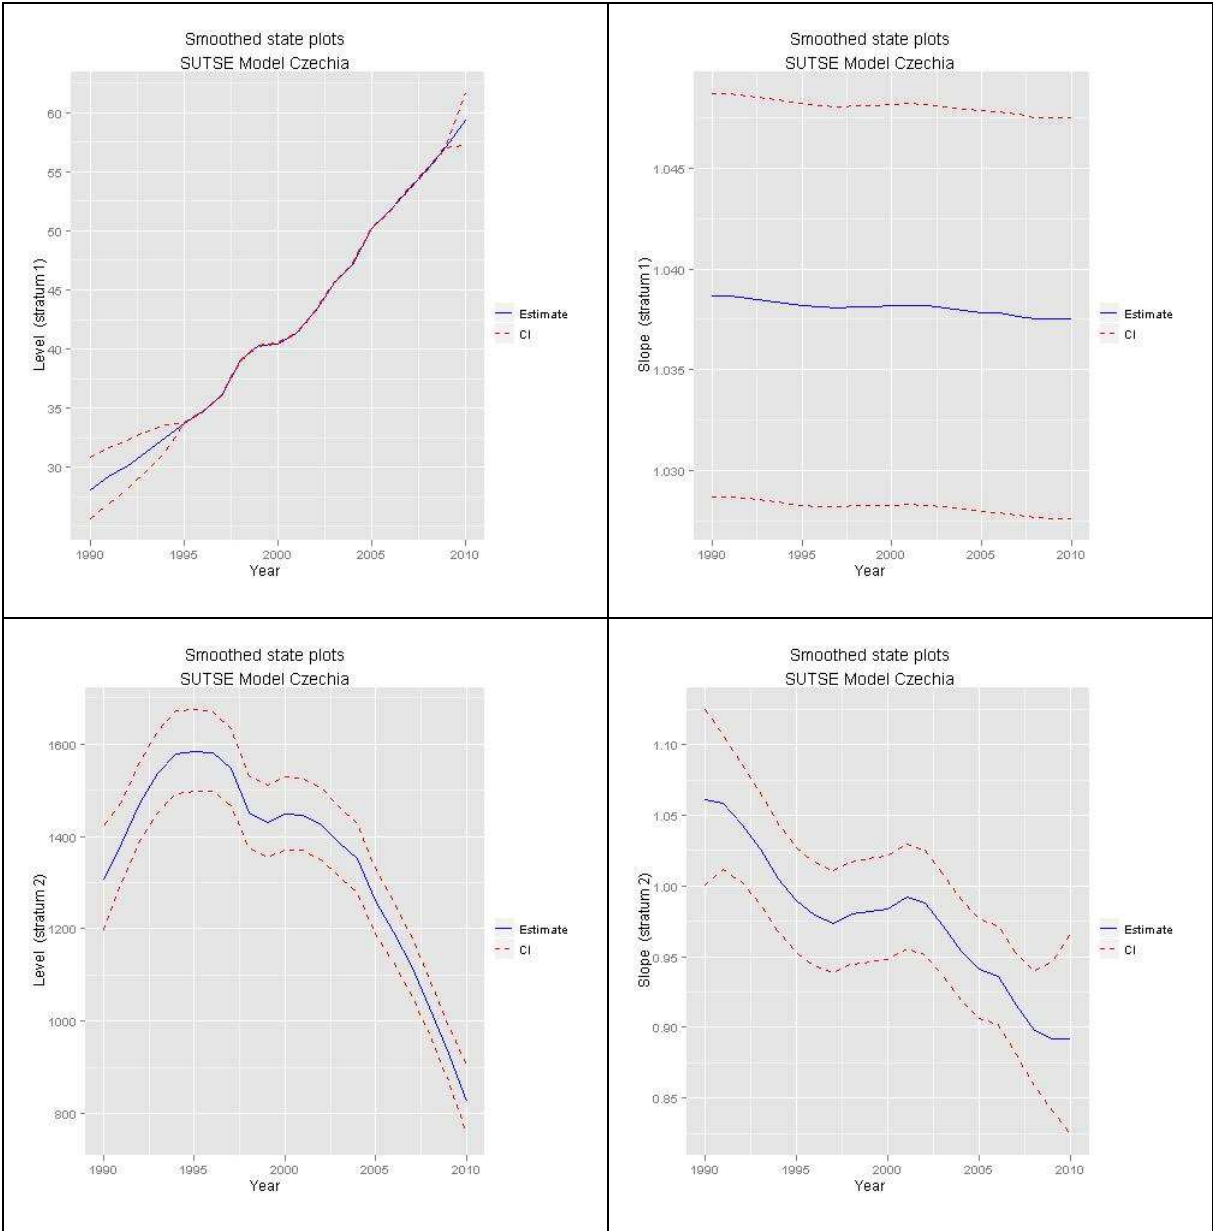 Smoothed state plots
SUTSE Model Czechia
Level (stratum 1)
60
55
50
45
40
35
30
1990
1995
2000
2005
2010
Year
Estimate
CI
Smoothed state plots
SUTSE Model Czechia
Slope (stratum 1)
1.045
1.040
1.035
1.030
1990
1995
2000
2005
2010
Year
Estimate
CI
Smoothed state plots
SUTSE Model Czechia
Level (stratum 2)
1600
1400
1200
1000
800
1990
1995
2000
2005
2010
Year
Estimate
CI
Smoothed state plots
SUTSE Model Czechia
Slope (stratum 2)
1.10
1.05
1.00
0.95
0.90
0.85
1990
1995
2000
2005
2010
Year
Estimate
CI